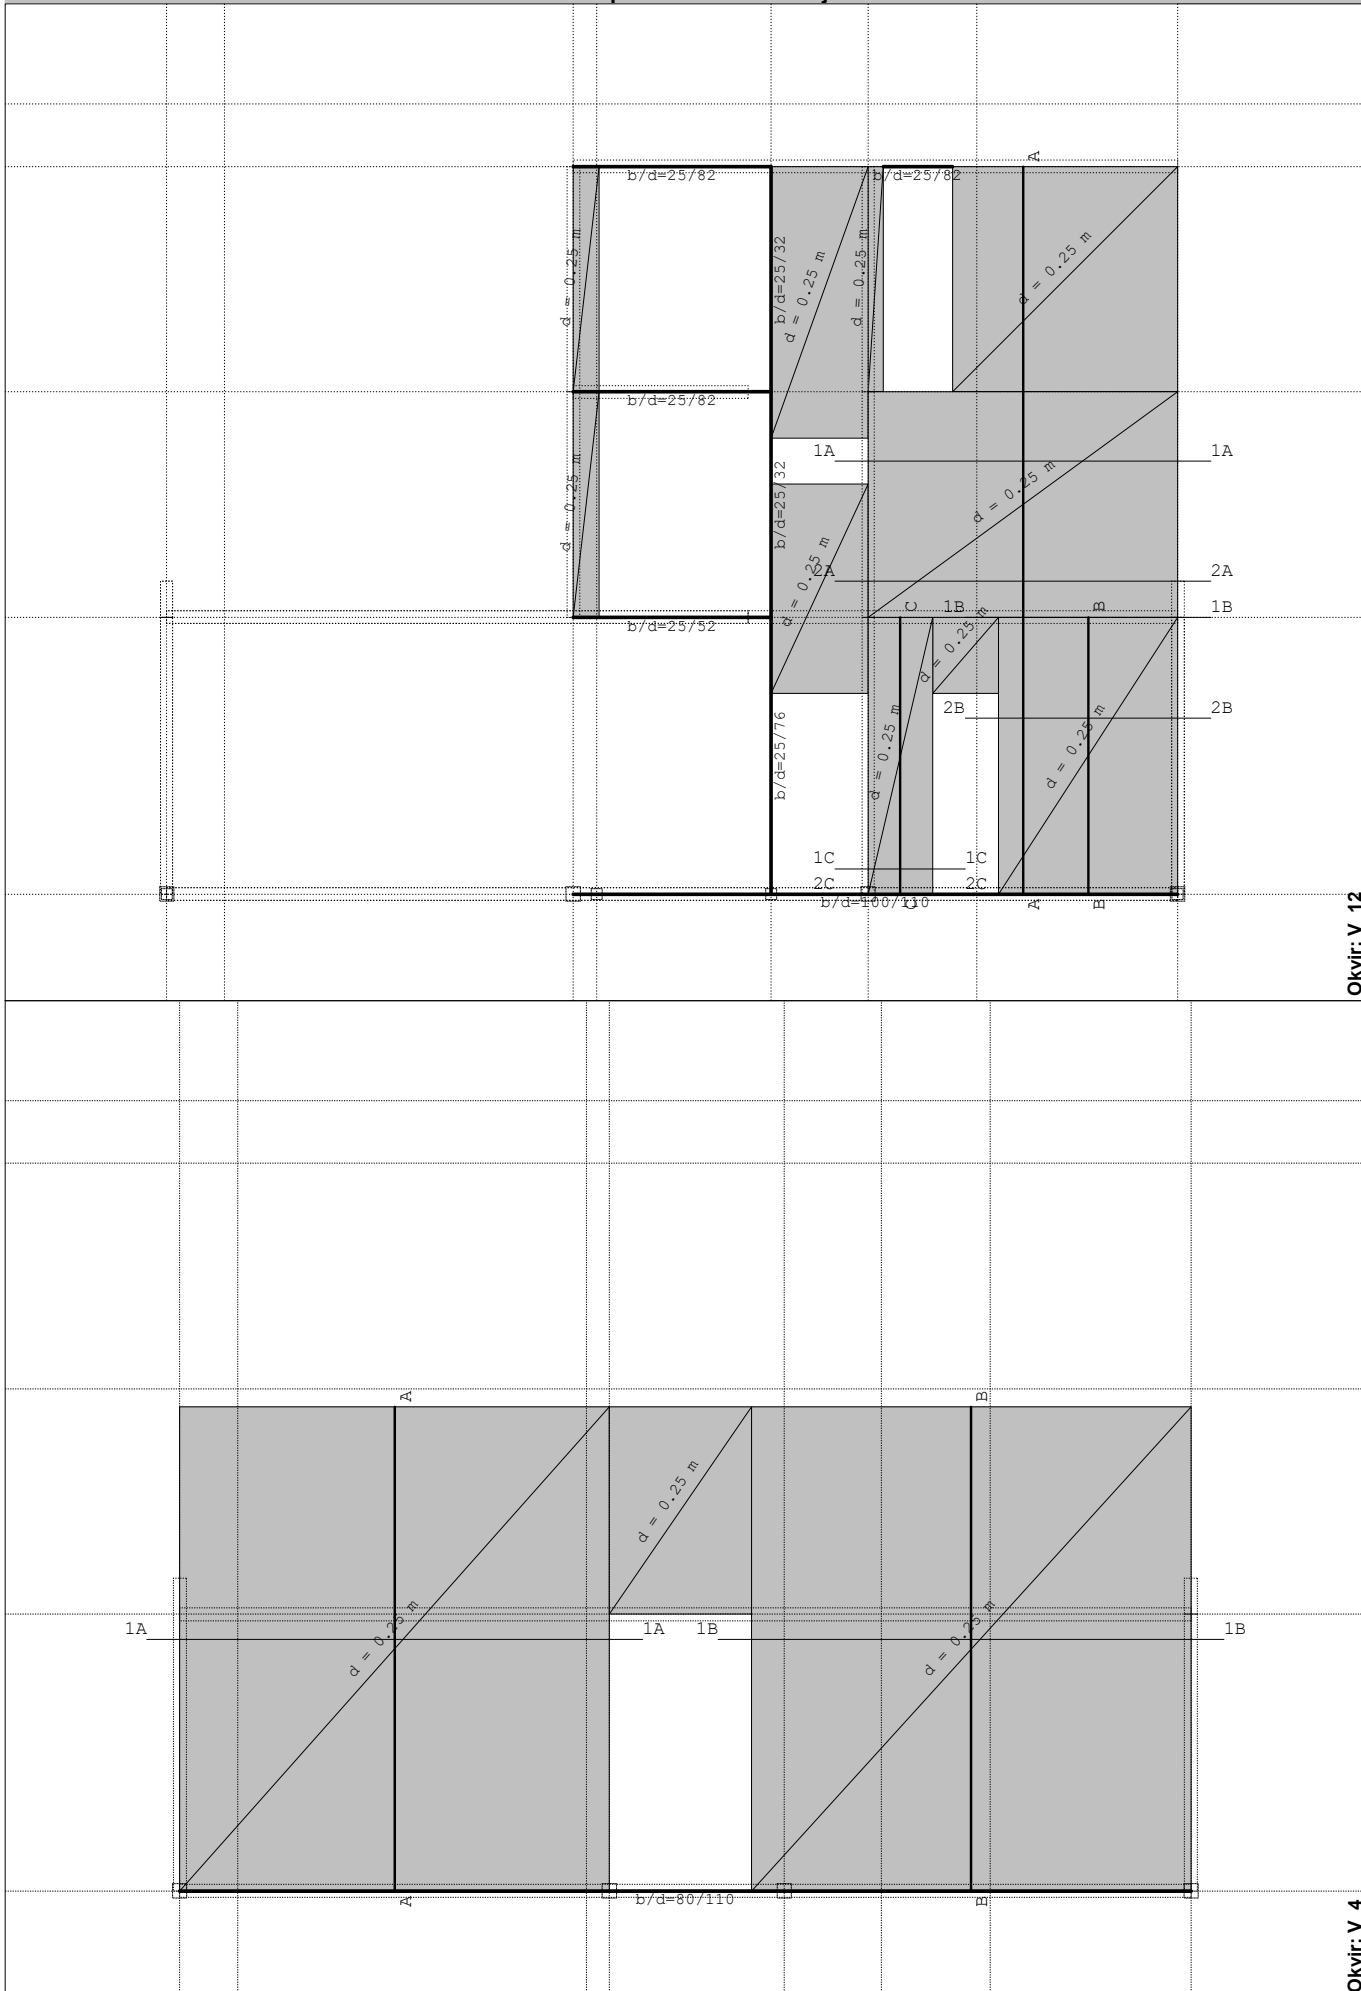 b/d=25/82
b/d=25/82
A
d = 0.25 m
b/d=25/32
d = 0.25 m
d = 0.25 m
d = 0.25 m
b/d=25/82
1A
1A
d = 0.25 m
b/d=25/32
d = 0.25 m
d = 0.25 m
2A
2A
C
1B
B
1B
b/d=25/52
d = 0.25 m
2B
2B
b/d=25/76
d = 0.25 m
d = 0.25 m
1C
1C
2C
2C
b/d=100/110
C
A
B
Okvir: V_12
A
B
d = 0.25 m
1A
1A
1B
1B
d = 0.25 m
d = 0.25 m
A
b/d=80/110
B
Okvir: V_4